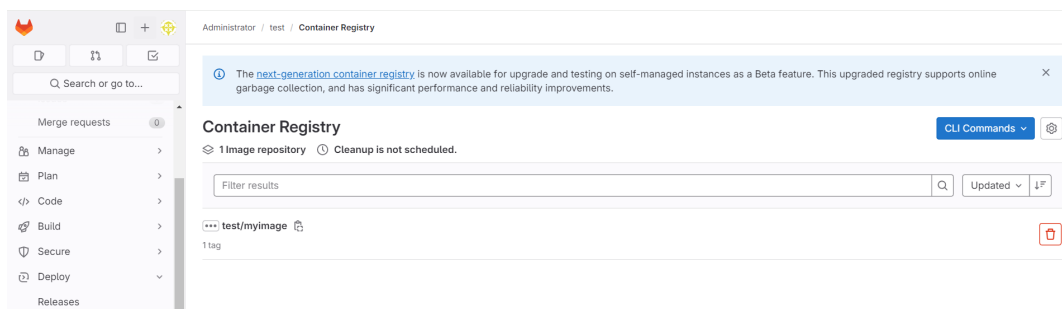 Administrator / test / Container Registry
Search or go to...
Merge requests 0
Manage
Plan
Code
Build
Secure
Deploy
Releases
The next-generation container registry is now available for upgrade and testing on self-managed instances as a Beta feature. This upgraded registry supports online
garbage collection, and has significant performance and reliability improvements.
Container Registry
CLI Commands
1 Image repository Cleanup is not scheduled.
Filter results
Updated
test/myimage
1 tag